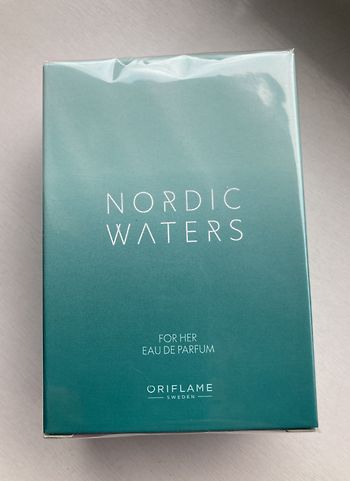 NORDIC
WATERS
FOR HER
EAU DE PARFUM
ORIFLAME
SWEDEN